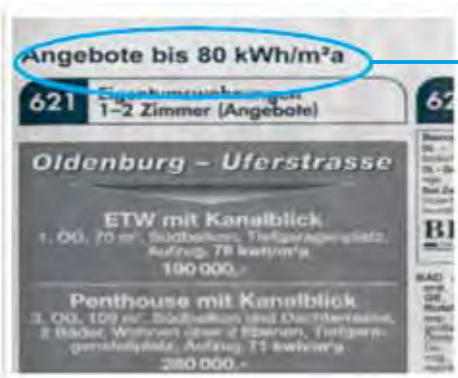 Angebote bis 80 kWh/m²a
621 Eigentumswohnungen
1–2 Zimmer (Angebote)
62
Oldenburg – Uferstrasse
ETW mit Kanalblick
1. OG, 70 m², Südbalkon, Tiefgaragenplatz,
Aufzug, 78 kwh/m²a
190 000,-
Penthouse mit Kanalblick
3. OG, 109 m², Südbalkon und Dachterrasse,
2 Bäder, Wohnen über 2 Ebenen, Tiefgara-
genstellplatz, Aufzug, 71 kwh/m²a
280 000,-